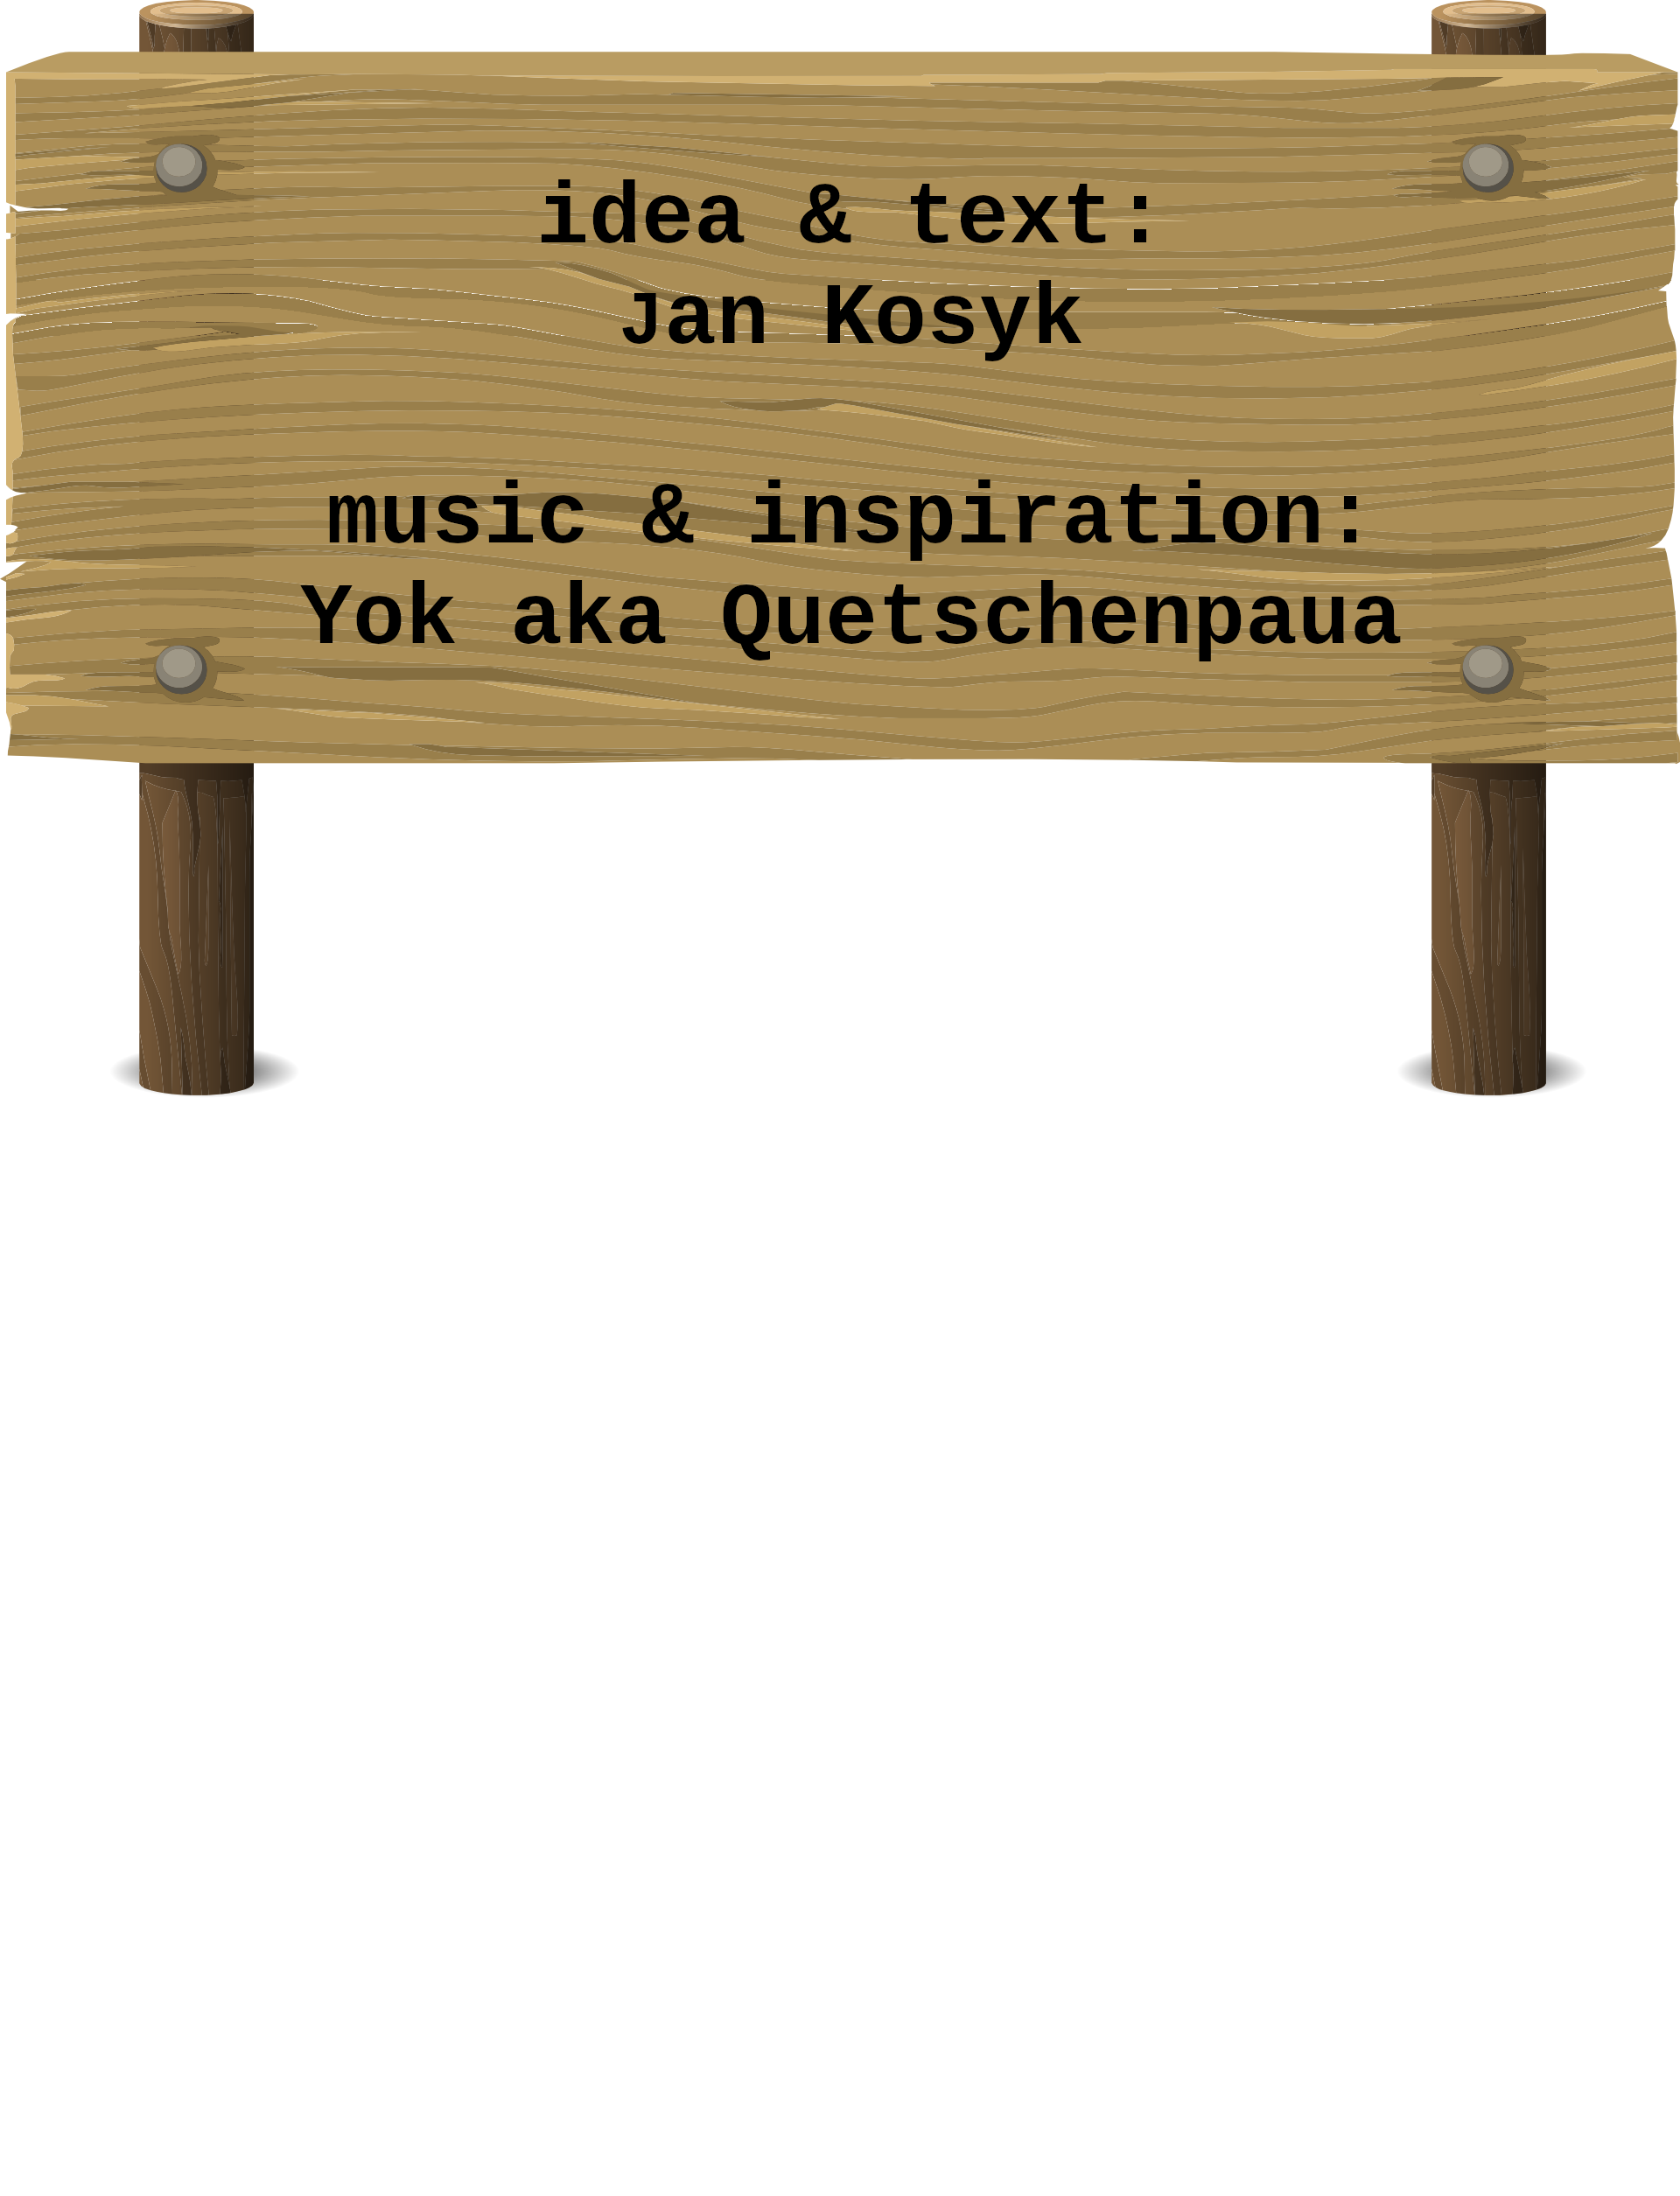 idea & text:
Jan Kosyk
music & inspiration:
Yok aka Quetschenpaua